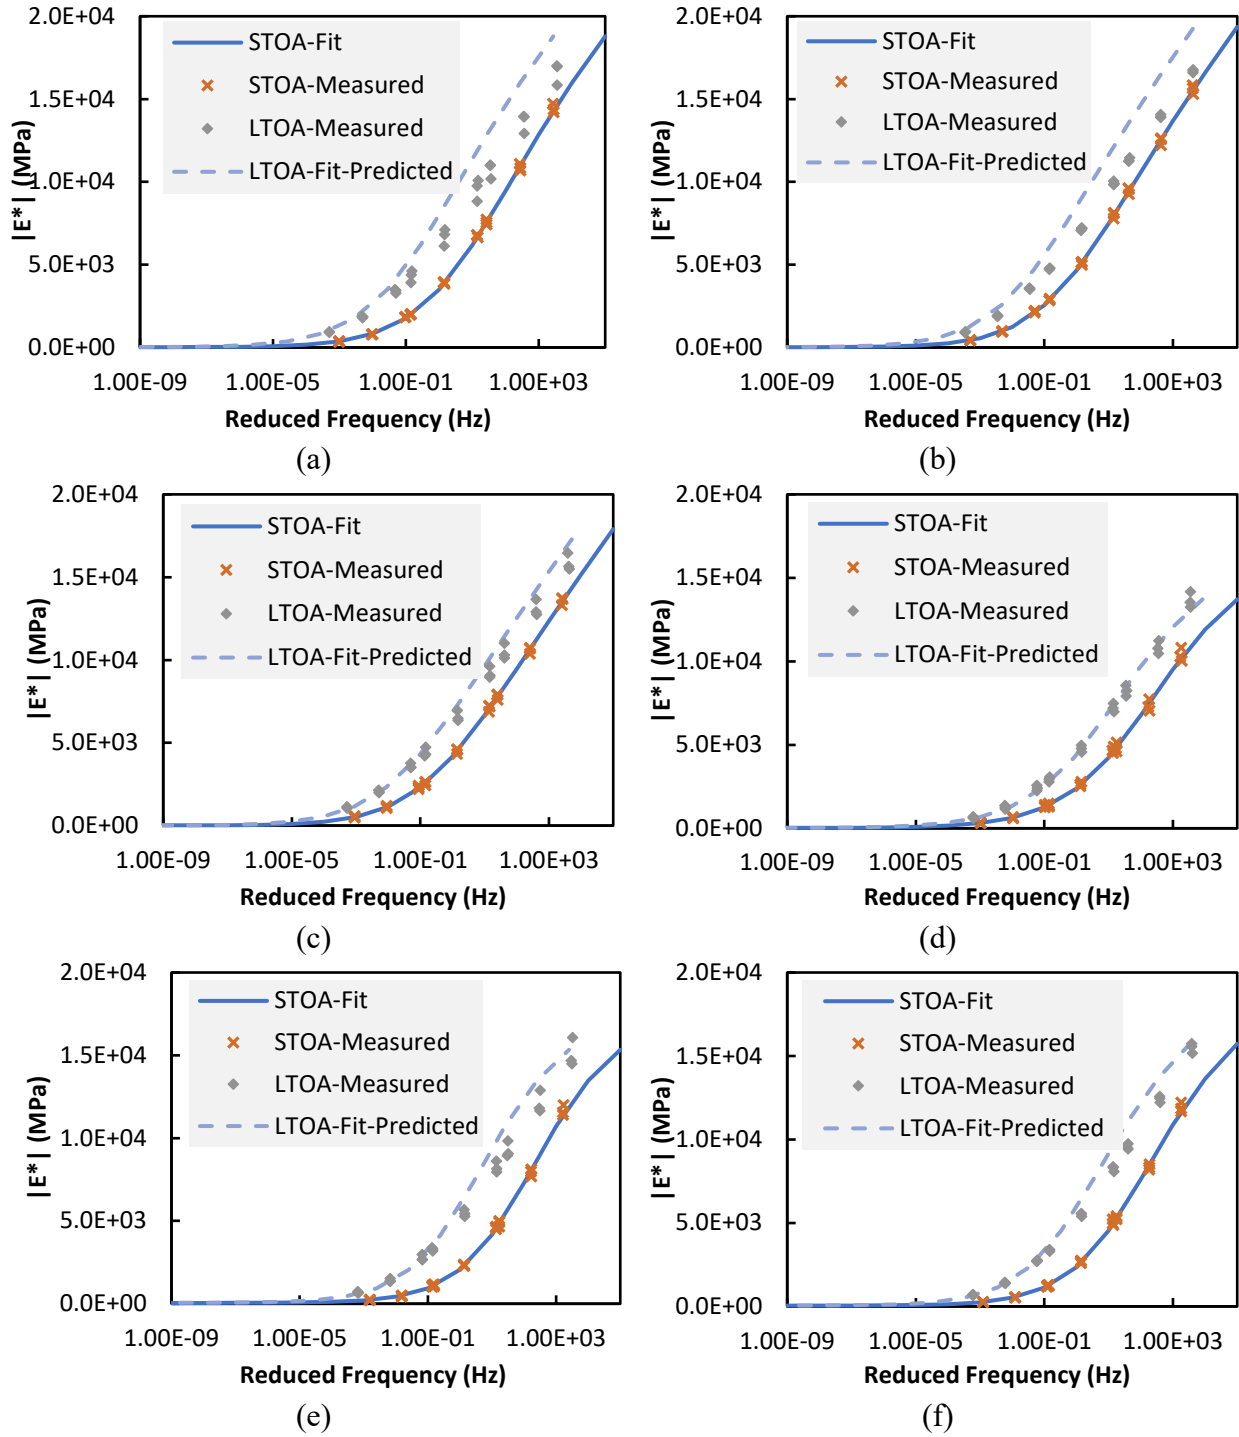 2.0E+04
1.5E+04
1.0E+04
5.0E+03
0.0E+00
|E*| (MPa)
STOA-Fit
STOA-Measured
LTOA-Measured
LTOA-Fit-Predicted
1.00E-09 1.00E-05 1.00E-01 1.00E+03
Reduced Frequency (Hz)
(a)
2.0E+04
1.5E+04
1.0E+04
5.0E+03
0.0E+00
|E*| (MPa)
STOA-Fit
STOA-Measured
LTOA-Measured
LTOA-Fit-Predicted
1.00E-09 1.00E-05 1.00E-01 1.00E+03
Reduced Frequency (Hz)
(b)
2.0E+04
1.5E+04
1.0E+04
5.0E+03
0.0E+00
|E*| (MPa)
STOA-Fit
STOA-Measured
LTOA-Measured
LTOA-Fit-Predicted
1.00E-09 1.00E-05 1.00E-01 1.00E+03
Reduced Frequency (Hz)
(c)
2.0E+04
1.5E+04
1.0E+04
5.0E+03
0.0E+00
|E*| (MPa)
STOA-Fit
STOA-Measured
LTOA-Measured
LTOA-Fit-Predicted
1.00E-09 1.00E-05 1.00E-01 1.00E+03
Reduced Frequency (Hz)
(d)
2.0E+04
1.5E+04
1.0E+04
5.0E+03
0.0E+00
|E*| (MPa)
STOA-Fit
STOA-Measured
LTOA-Measured
LTOA-Fit-Predicted
1.00E-09 1.00E-05 1.00E-01 1.00E+03
Reduced Frequency (Hz)
(e)
2.0E+04
1.5E+04
1.0E+04
5.0E+03
0.0E+00
|E*| (MPa)
STOA-Fit
STOA-Measured
LTOA-Measured
LTOA-Fit-Predicted
1.00E-09 1.00E-05 1.00E-01 1.00E+03
Reduced Frequency (Hz)
(f)